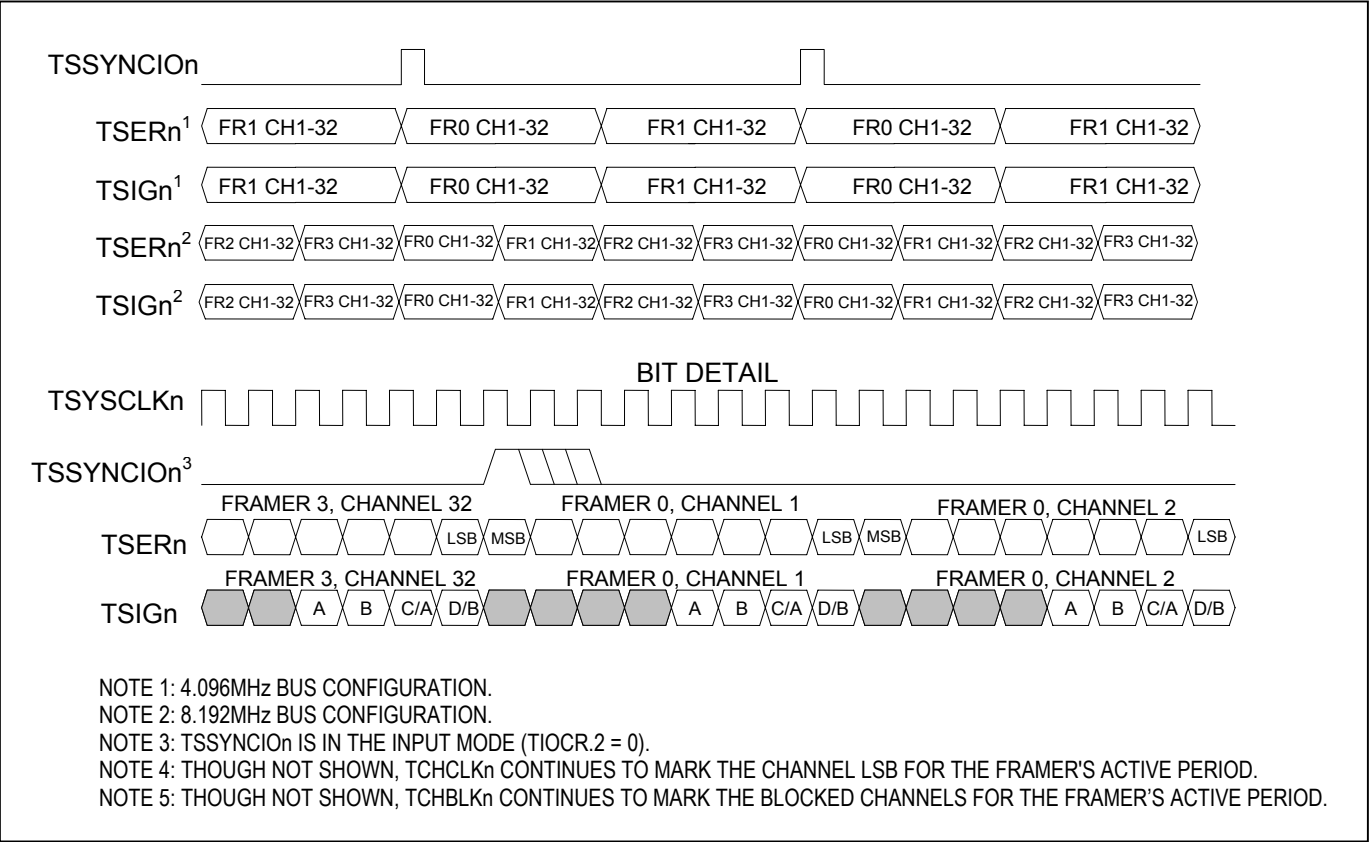 TSSYNCIOn
TSERn1 FR1 CH1-32 FR0 CH1-32 FR1 CH1-32 FR0 CH1-32 FR1 CH1-32
TSIGn1 FR1 CH1-32 FR0 CH1-32 FR1 CH1-32 FR0 CH1-32 FR1 CH1-32
TSERn2 FR2 CH1-32 FR3 CH1-32 FR0 CH1-32 FR1 CH1-32 FR2 CH1-32 FR3 CH1-32 FR0 CH1-32 FR1 CH1-32 FR2 CH1-32 FR3 CH1-32
TSIGn2 FR2 CH1-32 FR3 CH1-32 FR0 CH1-32 FR1 CH1-32 FR2 CH1-32 FR3 CH1-32 FR0 CH1-32 FR1 CH1-32 FR2 CH1-32 FR3 CH1-32
BIT DETAIL
TSYSCLKn
TSSYNCIOn3
FRAMER 3, CHANNEL 32 FRAMER 0, CHANNEL 1 FRAMER 0, CHANNEL 2
TSERn LSB MSB LSB MSB LSB
FRAMER 3, CHANNEL 32 FRAMER 0, CHANNEL 1 FRAMER 0, CHANNEL 2
TSIGn A B C/A D/B A B C/A D/B A B C/A D/B
NOTE 1: 4.096MHz BUS CONFIGURATION.
NOTE 2: 8.192MHz BUS CONFIGURATION.
NOTE 3: TSSYNCIOn IS IN THE INPUT MODE (TIOCR.2 = 0).
NOTE 4: THOUGH NOT SHOWN, TCHCLKn CONTINUES TO MARK THE CHANNEL LSB FOR THE FRAMER'S ACTIVE PERIOD.
NOTE 5: THOUGH NOT SHOWN, TCHBLKn CONTINUES TO MARK THE BLOCKED CHANNELS FOR THE FRAMER’S ACTIVE PERIOD.